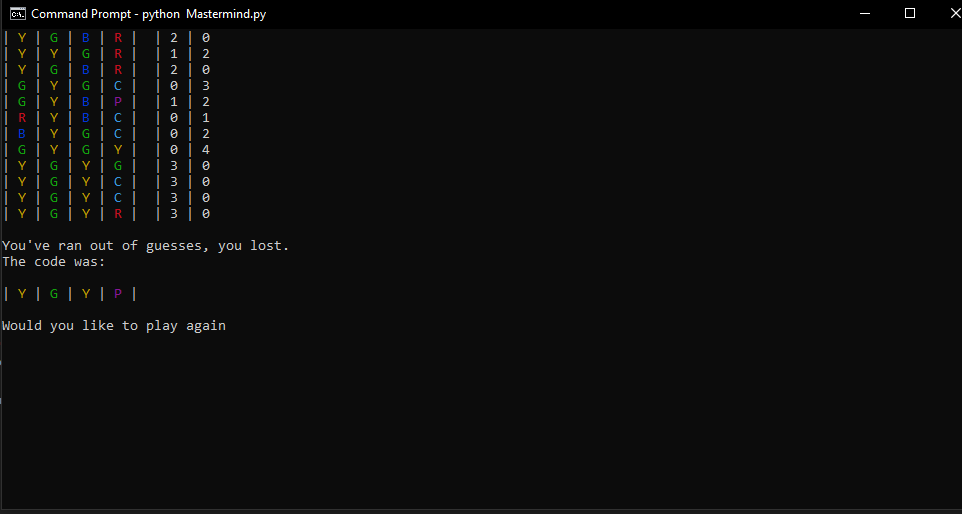 Command Prompt - python  Mastermind.py
| Y | G | B | R |  | 2 | 0
| Y | Y | G | R |  | 1 | 2
| Y | G | B | R |  | 2 | 0
| G | Y | G | C |  | 0 | 3
| G | Y | B | P |  | 1 | 2
| R | Y | B | C |  | 0 | 1
| B | Y | G | C |  | 0 | 2
| G | Y | G | Y |  | 0 | 4
| Y | G | Y | G |  | 3 | 0
| Y | G | Y | C |  | 3 | 0
| Y | G | Y | C |  | 3 | 0
| Y | G | Y | R |  | 3 | 0
You've ran out of guesses, you lost.
The code was:
| Y | G | Y | P |
Would you like to play again